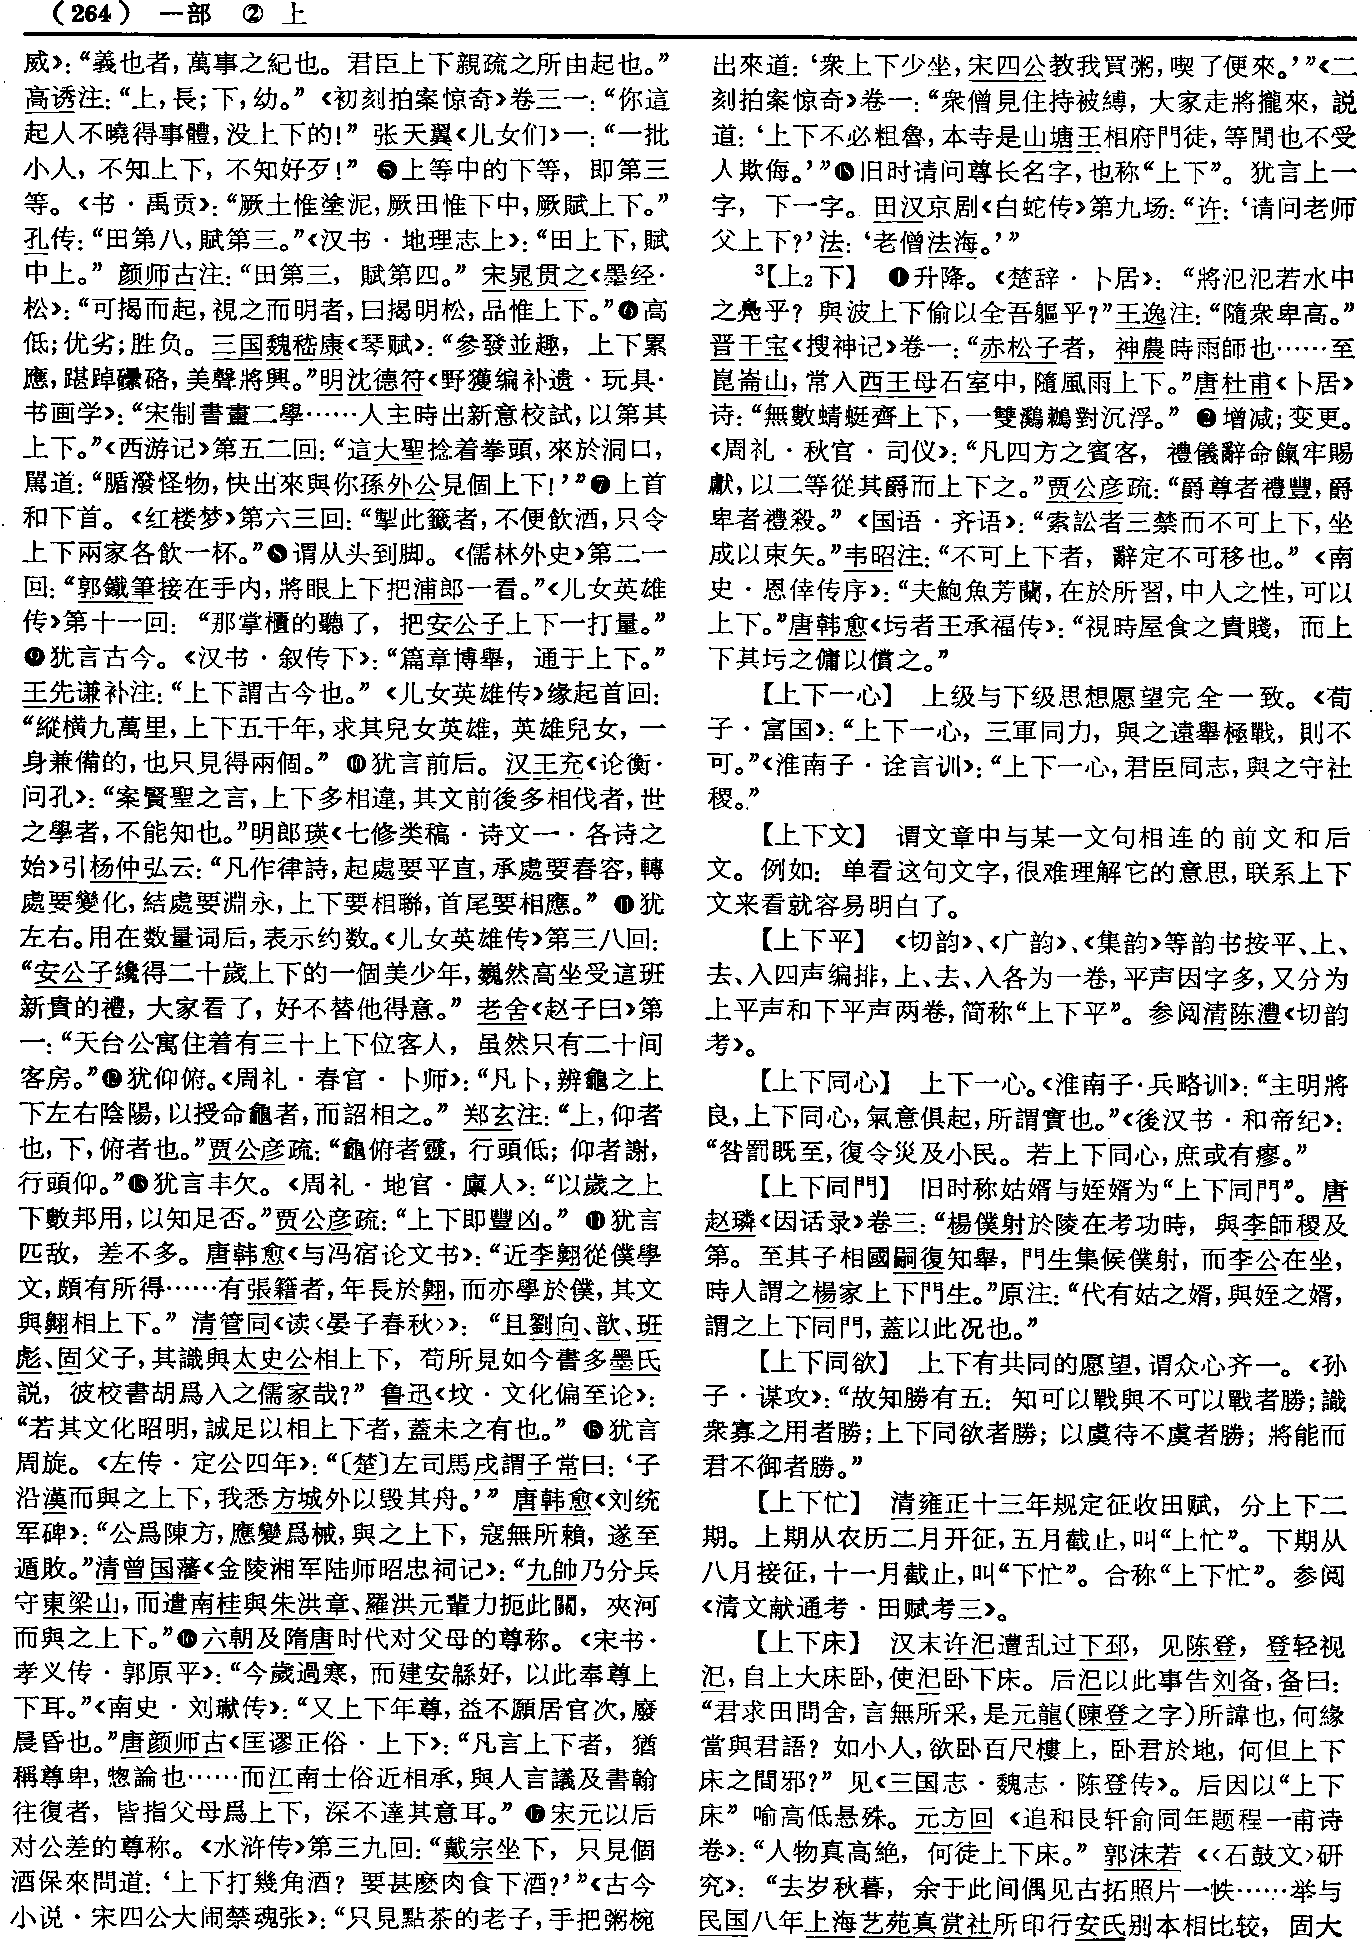 （264） 一部 ② 上
威》：“義也者，萬事之紀也。君臣上下親疏之所由起也。”
高诱注：“上，長；下，幼。”《初刻拍案惊奇》卷三一：“你這
起人不曉得事體，没上下的！” 张天翼《儿女们》一：“一批
小人，不知上下，不知好歹！” ❺上等中的下等，即第三
等。《书·禹贡》：“厥土惟塗泥，厥田惟下中，厥賦上下。”
孔传：“田第八，賦第三。”《汉书·地理志上》：“田上下，賦
中上。” 颜师古注：“田第三，賦第四。” 宋晁贯之《墨经·
松》：“可揭而起，視之而明者，曰揭明松，品惟上下。”❻高
低；优劣；胜负。三国魏嵇康《琴赋》：“參發並趣，上下累
應，踸踔磥硌，美聲將興。”明沈德符《野獲编补遗·玩具·
书画学》：“宋制書畫二學……人主時出新意校試，以第其
上下。”《西游记》第五二回：“這大聖捻着拳頭，來於洞口，
罵道：‘腯潑怪物，快出來與你孫外公見個上下！’”❼上首
和下首。《红楼梦》第六三回：“掣此籤者，不便飲酒，只令
上下兩家各飲一杯。”❽谓从头到脚。《儒林外史》第二一
回：“郭鐵筆接在手内，將眼上下把浦郎一看。”《儿女英雄
传》第十一回：“那掌櫃的聽了，把安公子上下一打量。”
❾犹言古今。《汉书·叙传下》：“篇章博舉，通于上下。”
王先谦补注：“上下謂古今也。”《儿女英雄传》缘起首回：
“縱横九萬里，上下五千年，求其兒女英雄，英雄兒女，一
身兼備的，也只見得兩個。” ❿犹言前后。汉王充《论衡·
问孔》：“案賢聖之言，上下多相違，其文前後多相伐者，世
之學者，不能知也。”明郎瑛《七修类稿·诗文一·各诗之
始》引杨仲弘云：“凡作律詩，起處要平直，承處要舂容，轉
處要變化，結處要淵永，上下要相聯，首尾要相應。” ⓫犹
左右。用在数量词后，表示约数。《儿女英雄传》第三八回：
“安公子纔得二十歲上下的一個美少年，巍然高坐受這班
新貴的禮，大家看了，好不替他得意。” 老舍《赵子曰》第
一：“天台公寓住着有三十上下位客人，虽然只有二十间
客房。”⓬犹仰俯。《周礼·春官·卜师》：“凡卜，辨龜之上
下左右陰陽，以授命龜者，而詔相之。” 郑玄注：“上，仰者
也，下，俯者也。”贾公彦疏：“龜俯者靈，行頭低；仰者謝，
行頭仰。”⓭犹言丰欠。《周礼·地官·廪人》：“以歲之上
下數邦用，以知足否。”贾公彦疏：“上下即豐凶。” ⓮犹言
匹敌，差不多。唐韩愈《与冯宿论文书》：“近李翺從僕學
文，頗有所得……有張籍者，年長於翺，而亦學於僕，其文
與翺相上下。” 清管同《读〈晏子春秋〉》：“且劉向、歆、班
彪、固父子，其識與太史公相上下，苟所見如今書多墨氏
説，彼校書胡爲入之儒家哉？” 鲁迅《坟·文化偏至论》：
“若其文化昭明，誠足以相上下者，蓋未之有也。” ⓯犹言
周旋。《左传·定公四年》：“〔楚〕左司馬戌謂子常曰：‘子
沿漢而與之上下，我悉方城外以毁其舟。’” 唐韩愈《刘统
军碑》：“公爲陳方，應變爲械，與之上下，寇無所賴，遂至
遁敗。”清曾国藩《金陵湘军陆师昭忠祠记》：“九帥乃分兵
守東梁山，而遣南桂與朱洪章、羅洪元輩力扼此關，夾河
而與之上下。”⓰六朝及隋唐时代对父母的尊称。《宋书·
孝义传·郭原平》：“今歲過寒，而建安緜好，以此奉尊上
下耳。”《南史·刘瓛传》：“又上下年尊，益不願居官次，廢
晨昏也。”唐颜师古《匡谬正俗·上下》：“凡言上下者，猶
稱尊卑，惣論也……而江南士俗近相承，與人言議及書翰
往復者，皆指父母爲上下，深不達其意耳。” ⓱宋元以后
对公差的尊称。《水浒传》第三九回：“戴宗坐下，只見個
酒保來問道：‘上下打幾角酒？要甚麽肉食下酒？’”《古今
小说·宋四公大闹禁魂张》：“只見點茶的老子，手把粥椀
出來道：‘衆上下少坐，宋四公教我買粥，喫了便來。’”《二
刻拍案惊奇》卷一：“衆僧見住持被縛，大家走將攏來，説
道：‘上下不必粗魯，本寺是山塘王相府門徒，等閒也不受
人欺侮。’”⓲旧时请问尊长名字，也称“上下”。犹言上一
字，下一字。田汉京剧《白蛇传》第九场：“许：‘请问老师
父上下？’法：‘老僧法海。’”
³【上₂下】 ❶升降。《楚辞·卜居》：“將氾氾若水中
之鳧乎？與波上下偷以全吾軀乎？”王逸注：“隨衆卑高。”
晋干宝《搜神记》卷一：“赤松子者，神農時雨師也……至
崑崙山，常入西王母石室中，隨風雨上下。”唐杜甫《卜居》
诗：“無數蜻蜓齊上下，一雙鸂鶒對沉浮。” ❷增减；变更。
《周礼·秋官·司仪》：“凡四方之賓客，禮儀辭命餼牢賜
獻，以二等從其爵而上下之。”贾公彦疏：“爵尊者禮豐，爵
卑者禮殺。”《国语·齐语》：“索訟者三禁而不可上下，坐
成以束矢。”韦昭注：“不可上下者，辭定不可移也。”《南
史·恩倖传序》：“夫鮑魚芳蘭，在於所習，中人之性，可以
上下。”唐韩愈《圬者王承福传》：“視時屋食之貴賤，而上
下其圬之傭以償之。”
【上下一心】 上级与下级思想愿望完全一致。《荀
子·富国》：“上下一心，三軍同力，與之遠舉極戰，則不
可。”《淮南子·诠言训》：“上下一心，君臣同志，與之守社
稷。”
【上下文】 谓文章中与某一文句相连的前文和后
文。例如：单看这句文字，很难理解它的意思，联系上下
文来看就容易明白了。
【上下平】 《切韵》、《广韵》、《集韵》等韵书按平、上、
去、入四声编排，上、去、入各为一卷，平声因字多，又分为
上平声和下平声两卷，简称“上下平”。参阅清陈澧《切韵
考》。
【上下同心】 上下一心。《淮南子·兵略训》：“主明將
良，上下同心，氣意俱起，所謂實也。”《後汉书·和帝纪》：
“咎罰既至，復令災及小民。若上下同心，庶或有瘳。”
【上下同門】 旧时称姑婿与姪婿为“上下同門”。唐
赵璘《因话录》卷三：“楊僕射於陵在考功時，與李師稷及
第。至其子相國嗣復知舉，門生集候僕射，而李公在坐，
時人謂之楊家上下門生。”原注：“代有姑之婿，與姪之婿，
謂之上下同門，蓋以此况也。”
【上下同欲】 上下有共同的愿望，谓众心齐一。《孙
子·谋攻》：“故知勝有五：知可以戰與不可以戰者勝；識
衆寡之用者勝；上下同欲者勝；以虞待不虞者勝；將能而
君不御者勝。”
【上下忙】 清雍正十三年规定征收田赋，分上下二
期。上期从农历二月开征，五月截止，叫“上忙”。下期从
八月接征，十一月截止，叫“下忙”。合称“上下忙”。参阅
《清文献通考·田赋考三》。
【上下床】 汉末许汜遭乱过下邳，见陈登，登轻视
汜，自上大床卧，使汜卧下床。后汜以此事告刘备，备曰：
“君求田問舍，言無所采，是元龍（陳登之字）所諱也，何緣
當與君語？如小人，欲卧百尺樓上，卧君於地，何但上下
床之間邪？” 见《三国志·魏志·陈登传》。后因以“上下
床”喻高低悬殊。元方回《追和艮轩俞同年题程一甫诗
卷》：“人物真高絶，何徒上下床。” 郭沫若《〈石鼓文〉研
究》：“去岁秋暮，余于此间偶见古拓照片一帙……举与
民国八年上海艺苑真赏社所印行安氏别本相比较，固大